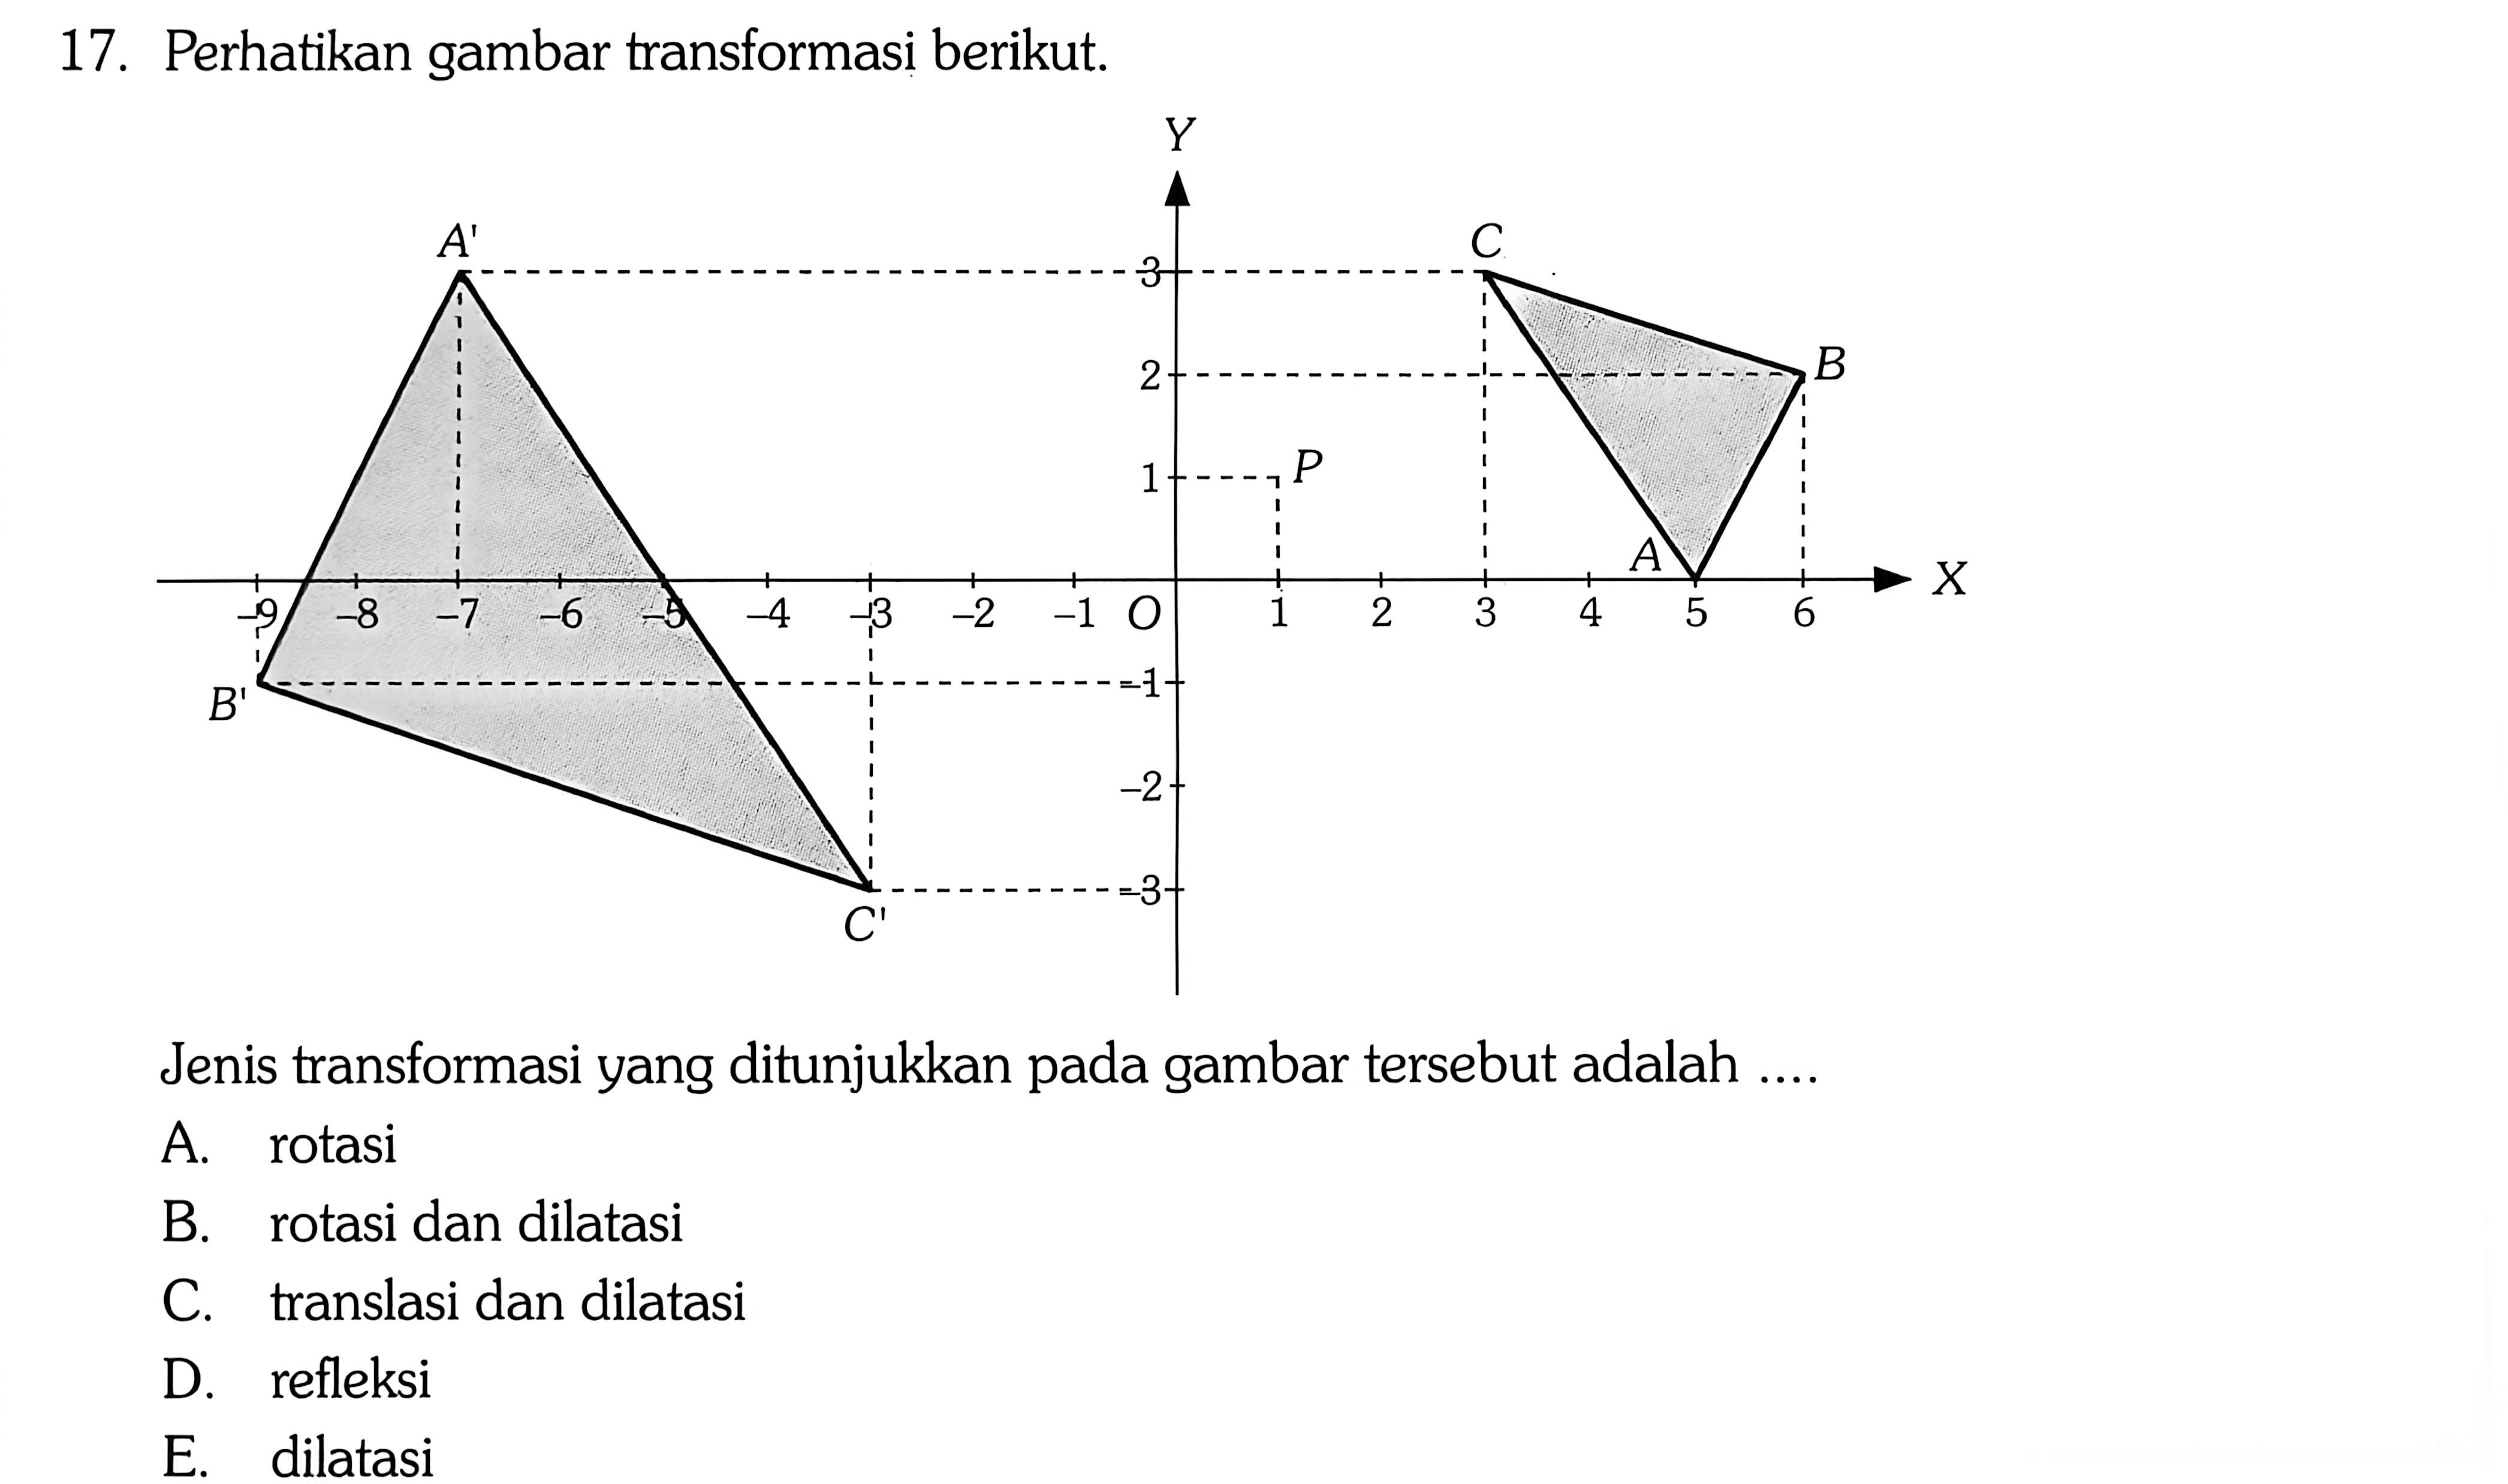 17. Perhatikan gambar transformasi berikut.
Y
A'
C
3
2
B
1
P
A
X
–9 –8 –7 –6 –5 –4 –3 –2 –1 O 1 2 3 4 5 6
–1
B'
–2
–3
C'
Jenis transformasi yang ditunjukkan pada gambar tersebut adalah ....
A. rotasi
B. rotasi dan dilatasi
C. translasi dan dilatasi
D. refleksi
E. dilatasi